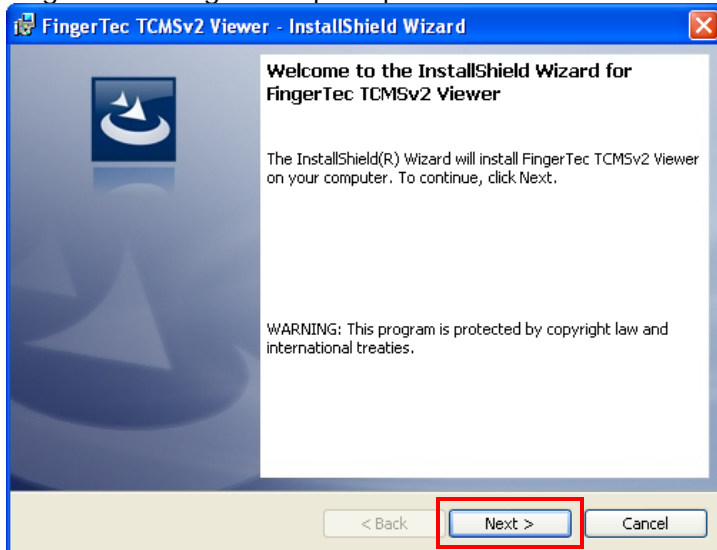 FingerTec TCMSv2 Viewer - InstallShield Wizard
Welcome to the InstallShield Wizard for
FingerTec TCMSv2 Viewer
The InstallShield(R) Wizard will install FingerTec TCMSv2 Viewer
on your computer. To continue, click Next.
WARNING: This program is protected by copyright law and
international treaties.
< Back
Next >
Cancel